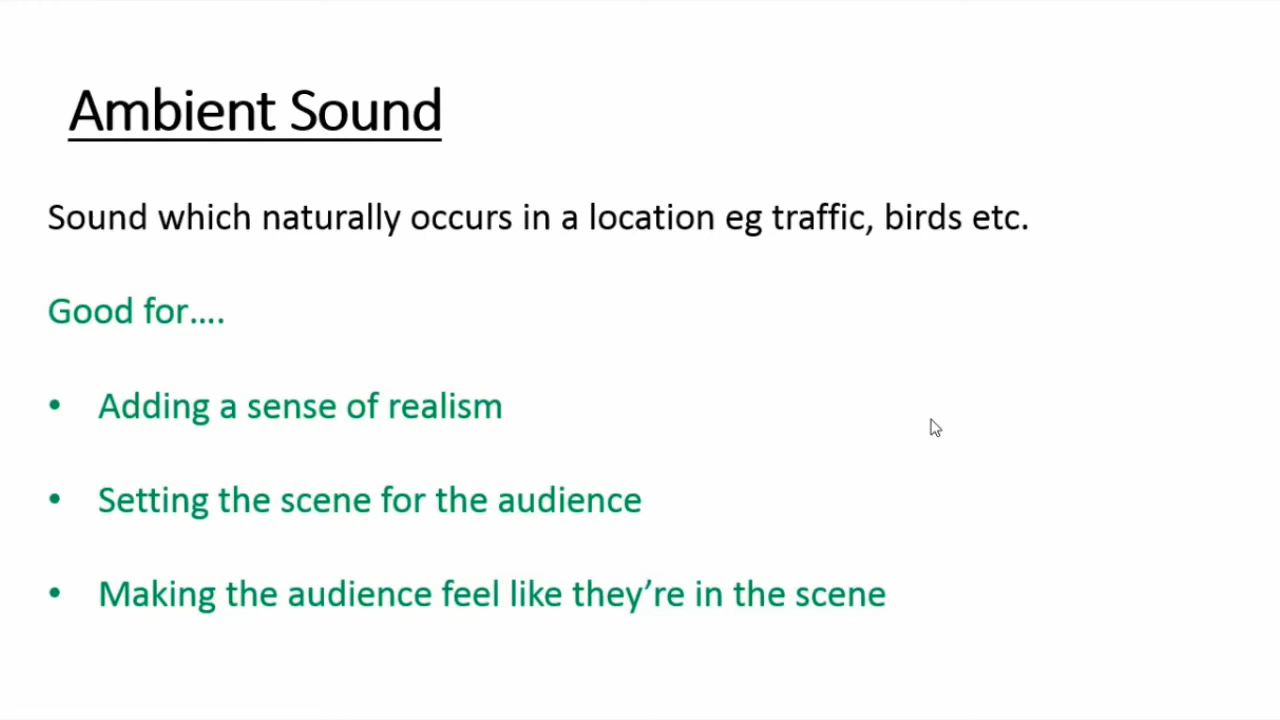 Ambient Sound
Sound which naturally occurs in a location eg traffic, birds etc.
Good for....
• Adding a sense of realism
• Setting the scene for the audience
• Making the audience feel like they’re in the scene